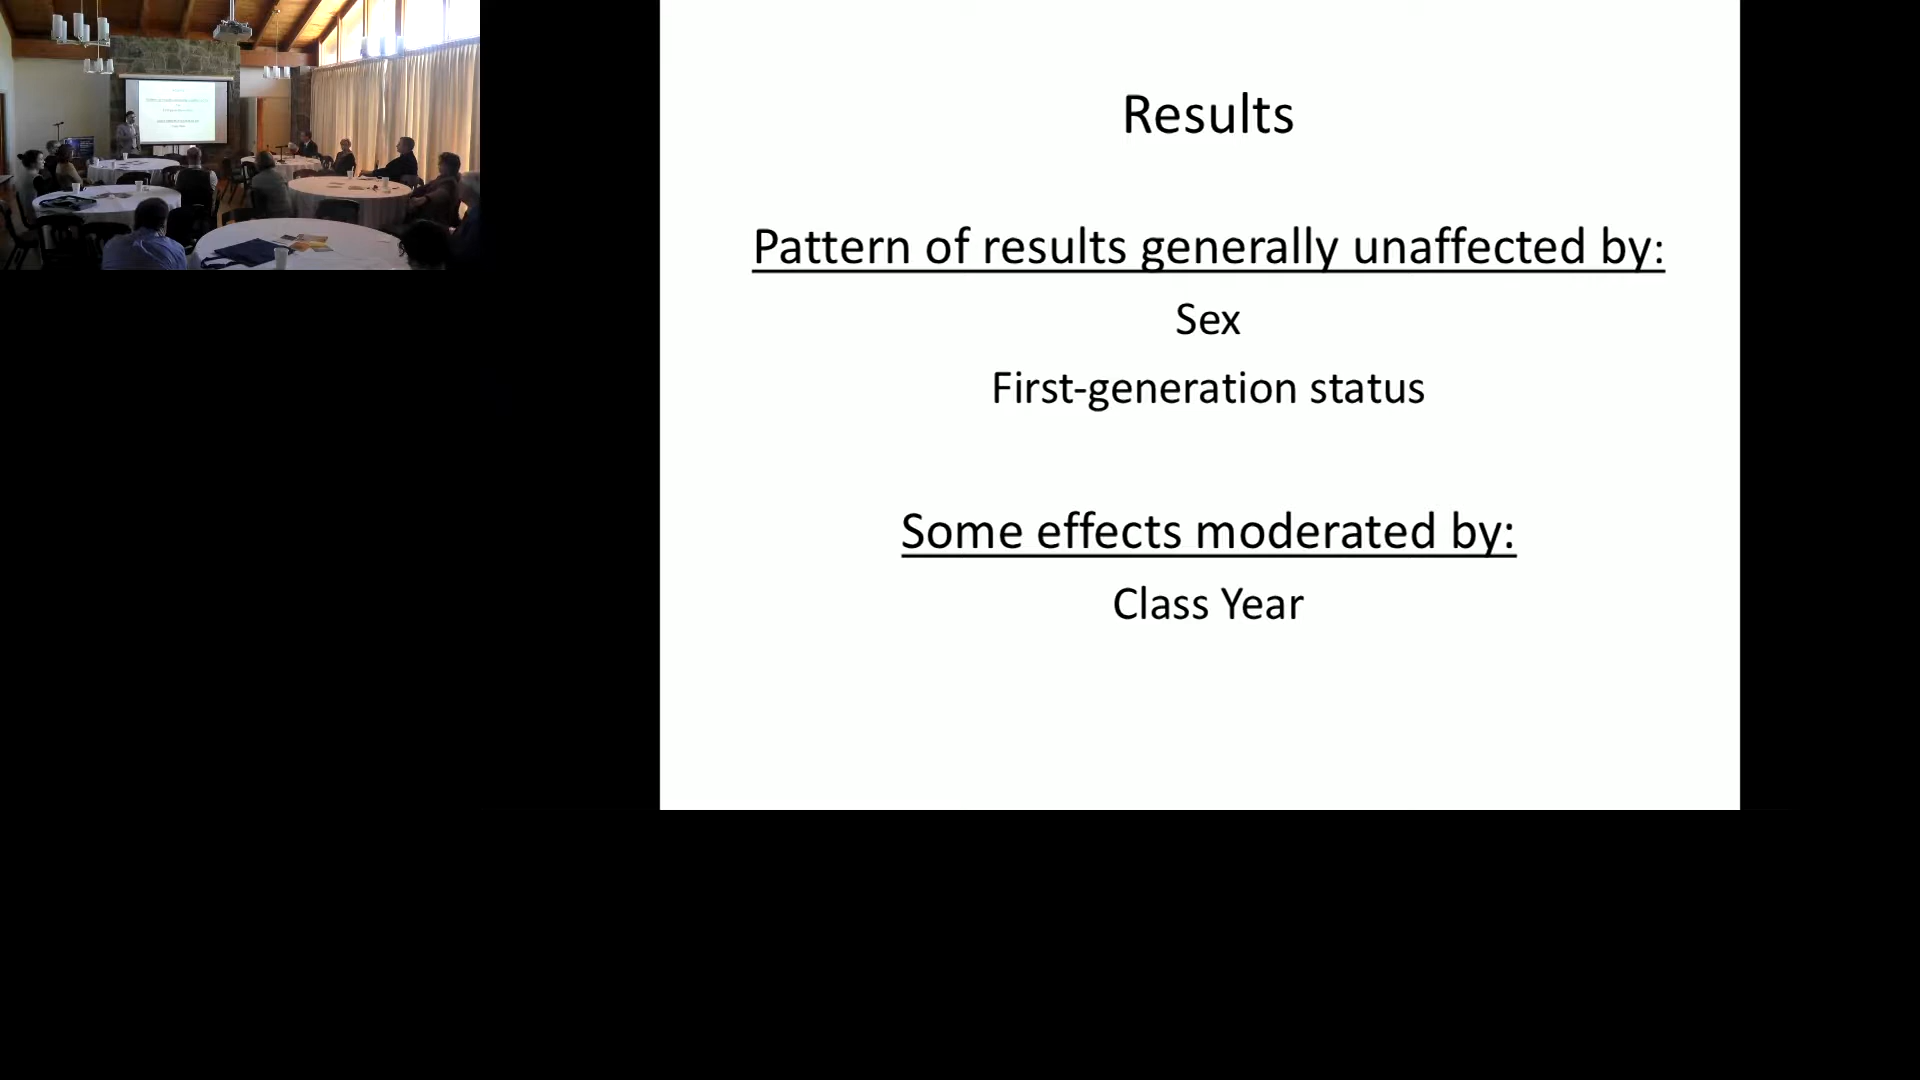 Results
Pattern of results generally unaffected by:
Sex
First-generation status
Some effects moderated by:
Class Year